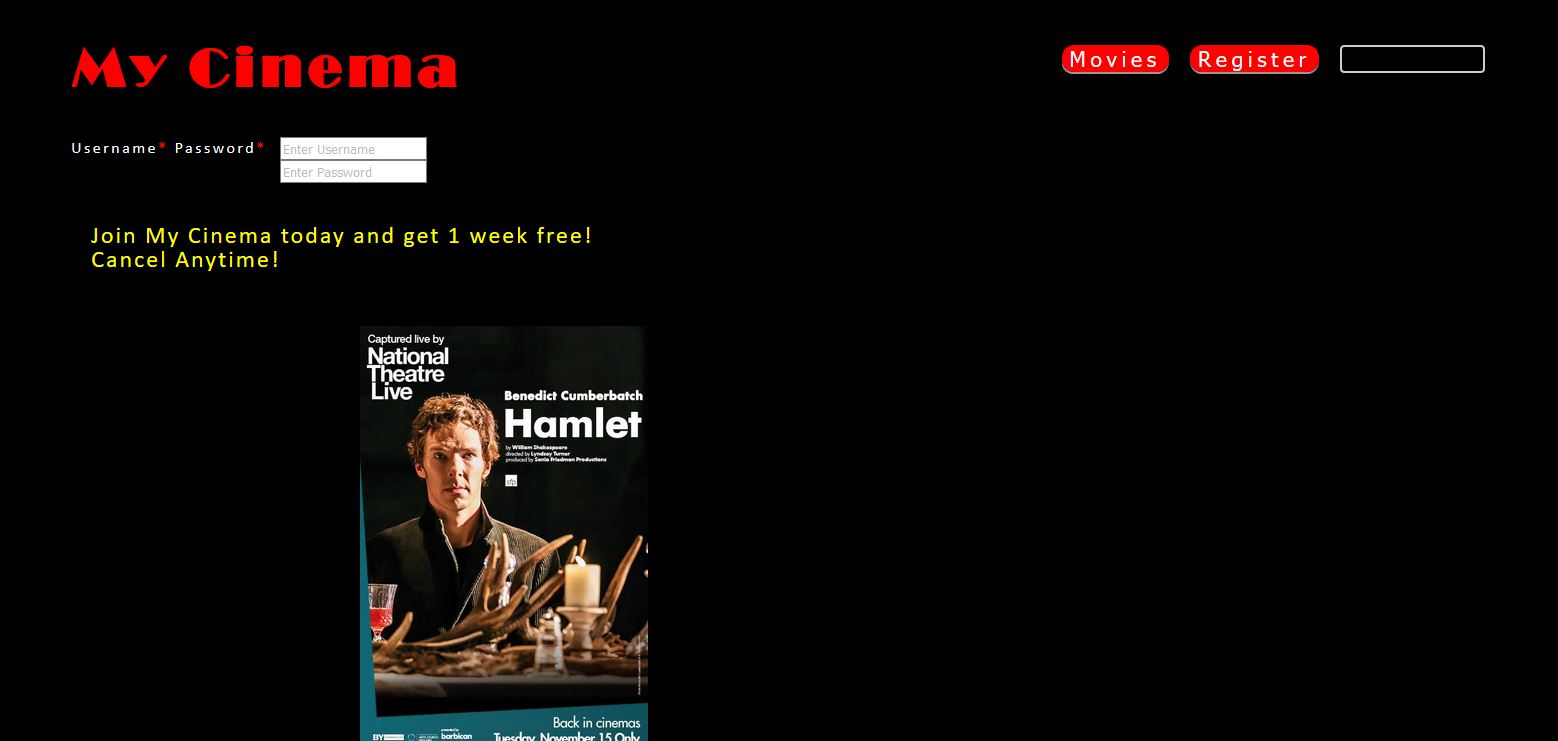 My Cinema
Movies
Register
Username* Password*
Enter Username
Enter Password
Join My Cinema today and get 1 week free!
Cancel Anytime!
Captured live by
National
Theatre
Live
Benedict Cumberbatch
Hamlet
by William Shakespeare
directed by Lyndsey Turner
produced by Sonia Friedman Productions
sfp
Back in cinemas
BY
presented by
barbican
Tuesday, November 15 Only